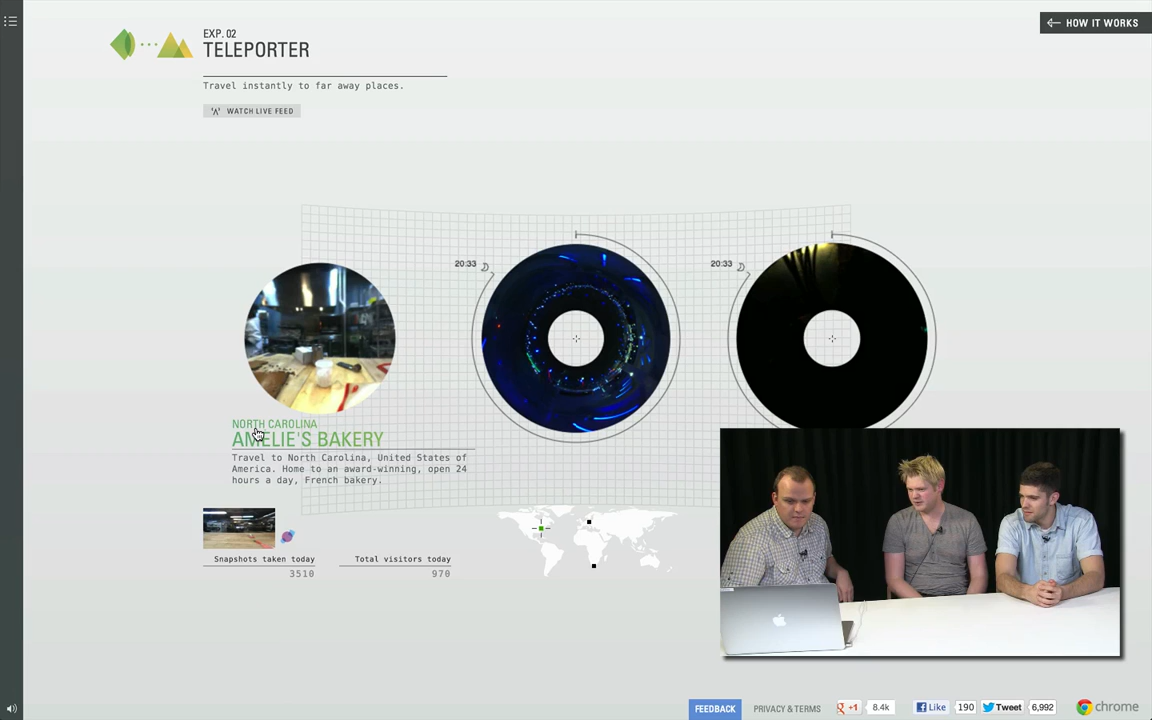 EXP. 02
TELEPORTER
Travel instantly to far away places.
WATCH LIVE FEED
HOW IT WORKS
20:33
20:33
NORTH CAROLINA
AMELIE'S BAKERY
Travel to North Carolina, United States of
America. Home to an award-winning, open 24
hours a day, French bakery.
Snapshots taken today
3510
Total visitors today
970
FEEDBACK
PRIVACY & TERMS
+1
8.4k
Like
190
Tweet
6,992
chrome